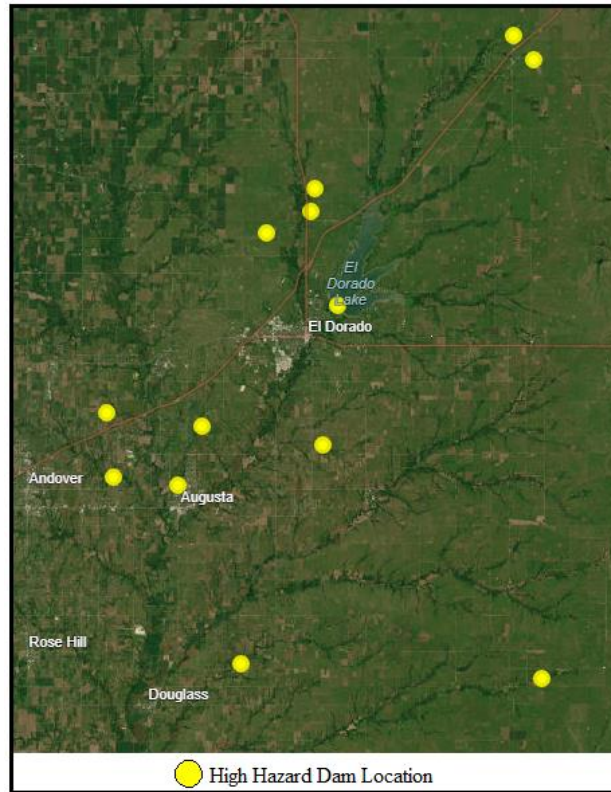 El
Dorado
Lake
El Dorado
Andover
Augusta
Rose Hill
Douglass
High Hazard Dam Location